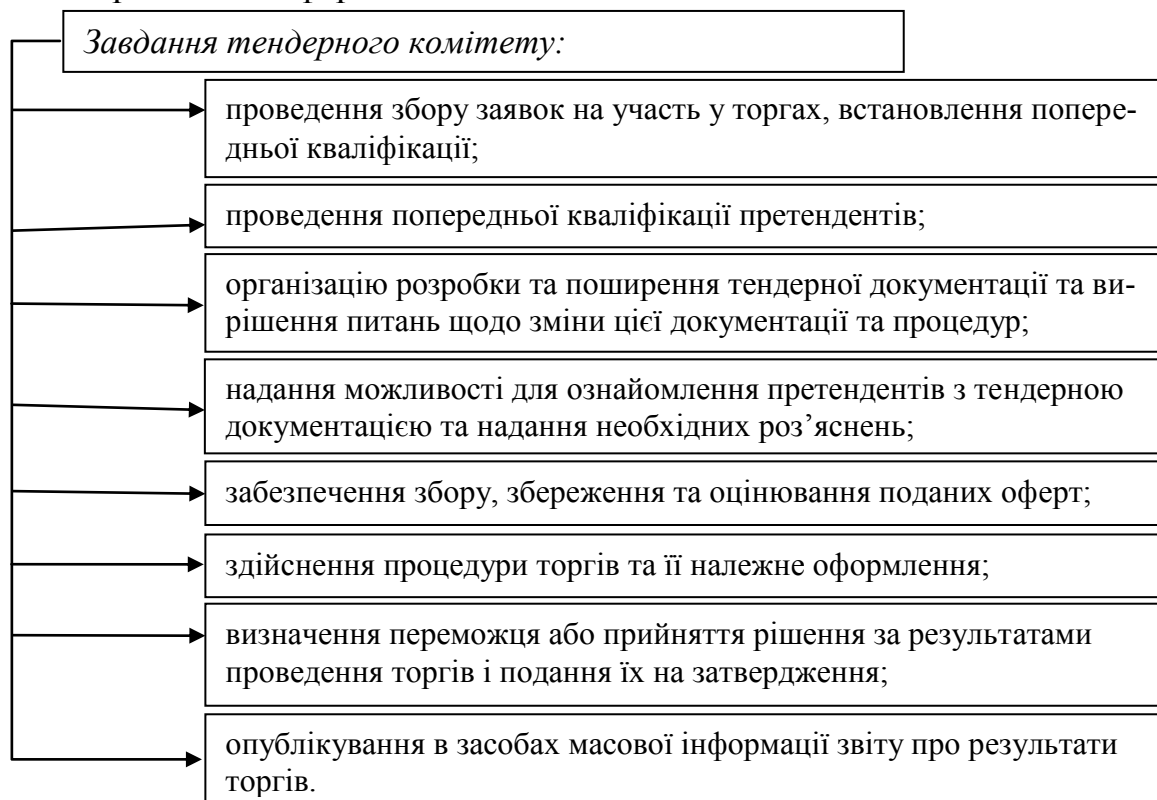 Завдання тендерного комітету:
проведення збору заявок на участь у торгах, встановлення попере-
дньої кваліфікації;
проведення попередньої кваліфікації претендентів;
організацію розробки та поширення тендерної документації та ви-
рішення питань щодо зміни цієї документації та процедур;
надання можливості для ознайомлення претендентів з тендерною
документацією та надання необхідних роз’яснень;
забезпечення збору, збереження та оцінювання поданих оферт;
здійснення процедури торгів та її належне оформлення;
визначення переможця або прийняття рішення за результатами
проведення торгів і подання їх на затвердження;
опублікування в засобах масової інформації звіту про результати
торгів.